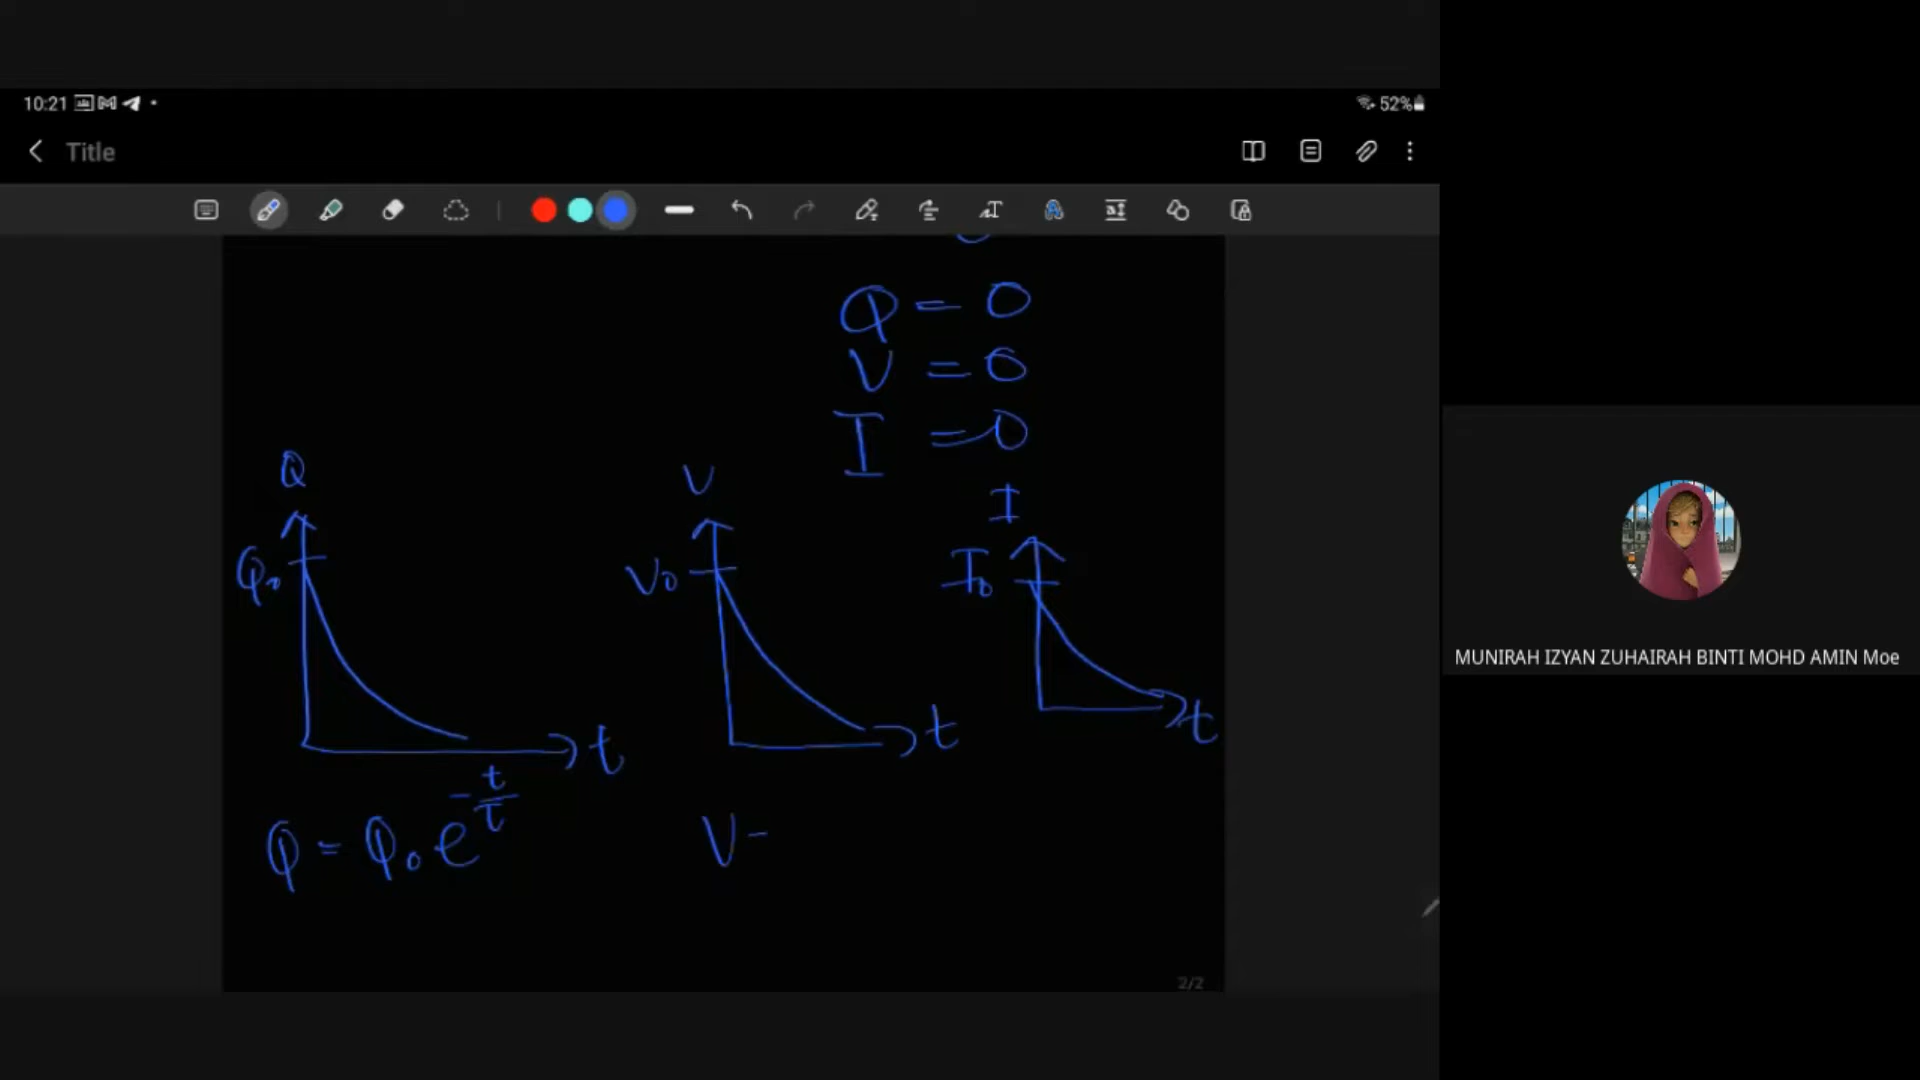 10:21 52%
Title
Q = 0
V = 0
I = 0
Q V I
Q₀ V₀ I₀
t t t
Q = Q₀ e^(-t/τ) V -
2/2
MUNIRAH IZYAN ZUHAIRAH BINTI MOHD AMIN Moe